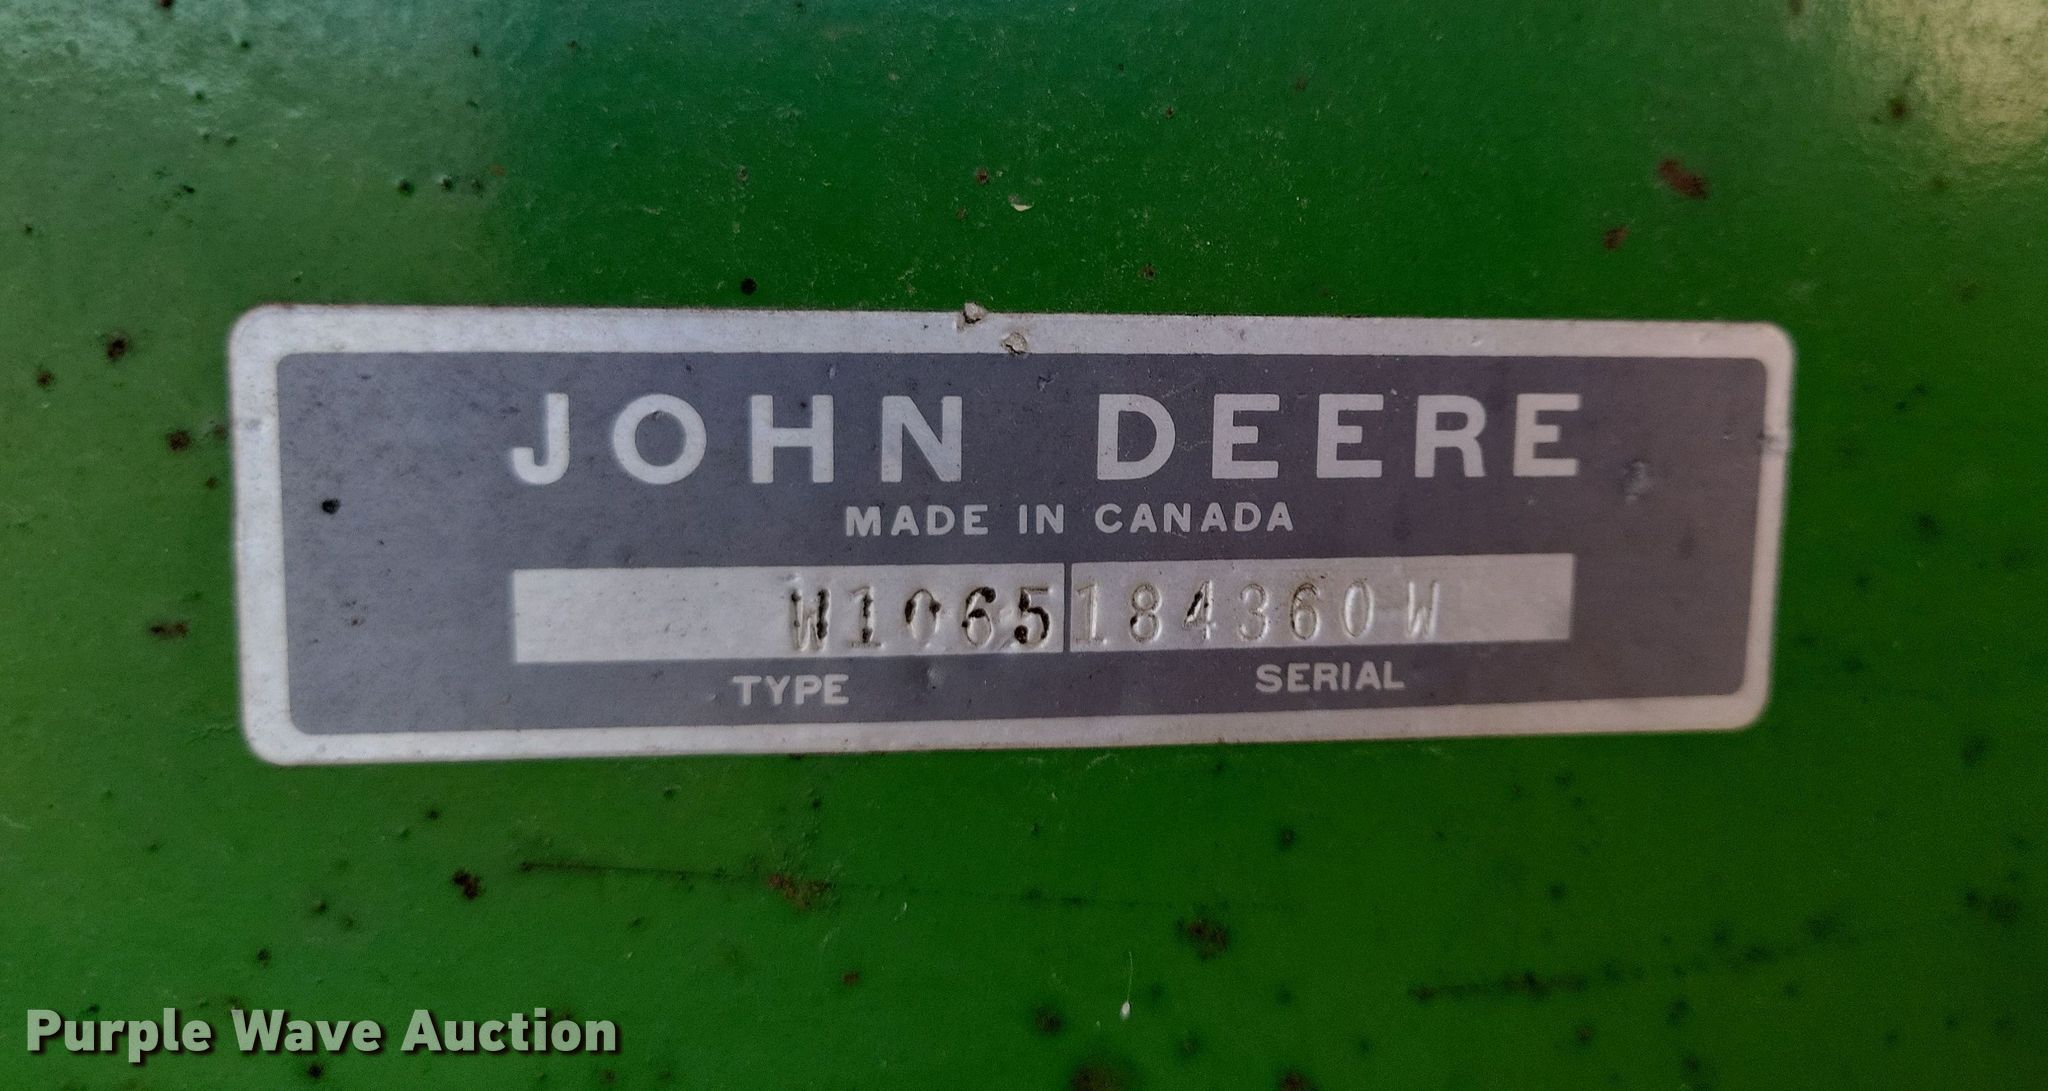 JOHN DEERE
MADE IN CANADA
W1065 184360W
TYPE SERIAL
Purple Wave Auction